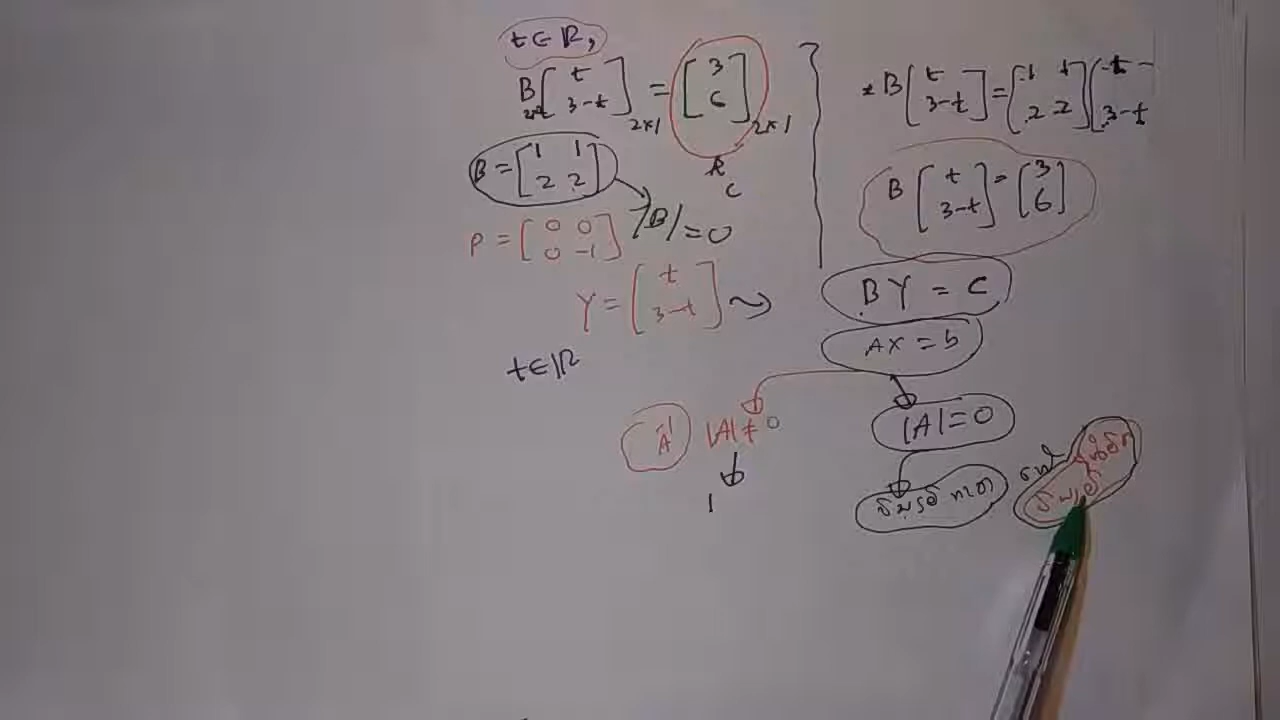 t ∈ ℝ,
B [t 3-t] 2×1 = [3 6] 2×1
R
C
B = [1 1 2 2]
|B| = 0
P = [0 0 0 -1]
Y = [t 3-t]
t ∈ ℝ
* B [t 3-t] = [1 1 2 2] [t 3-t
B [t 3-t] = [3 6]
BY = C
AX = b
A⁻¹ |A| ≠ 0
|A| = 0
1